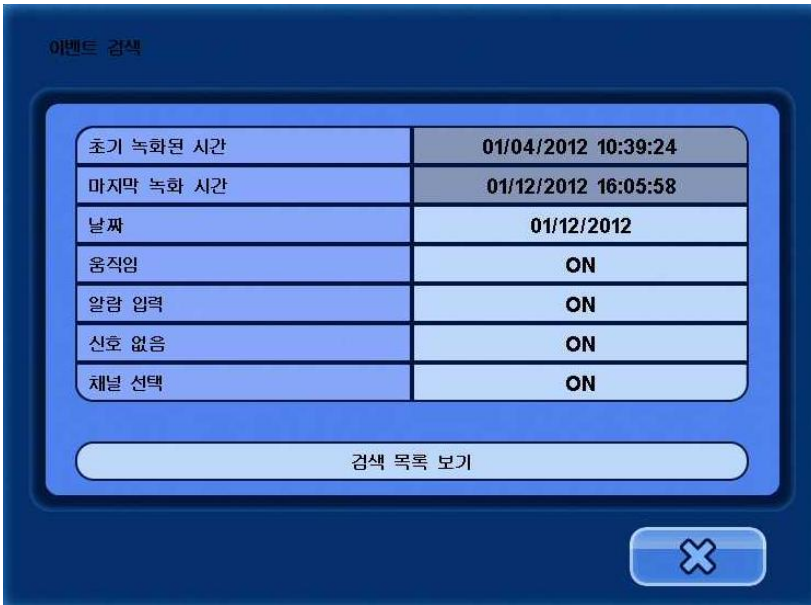 이벤트 검색
초기 녹화된 시간 01/04/2012 10:39:24
마지막 녹화 시간 01/12/2012 16:05:58
날짜 01/12/2012
움직임 ON
알람 입력 ON
신호 없음 ON
채널 선택 ON
검색 목록 보기